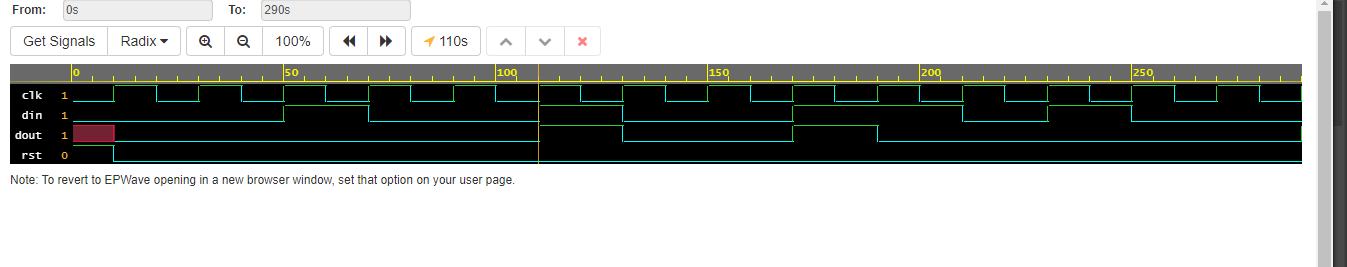 From: 0s To: 290s
Get Signals Radix 100% 110s
0 50 100 150 200 250
clk 1
din 1
dout 1
rst 0
Note: To revert to EPWave opening in a new browser window, set that option on your user page.